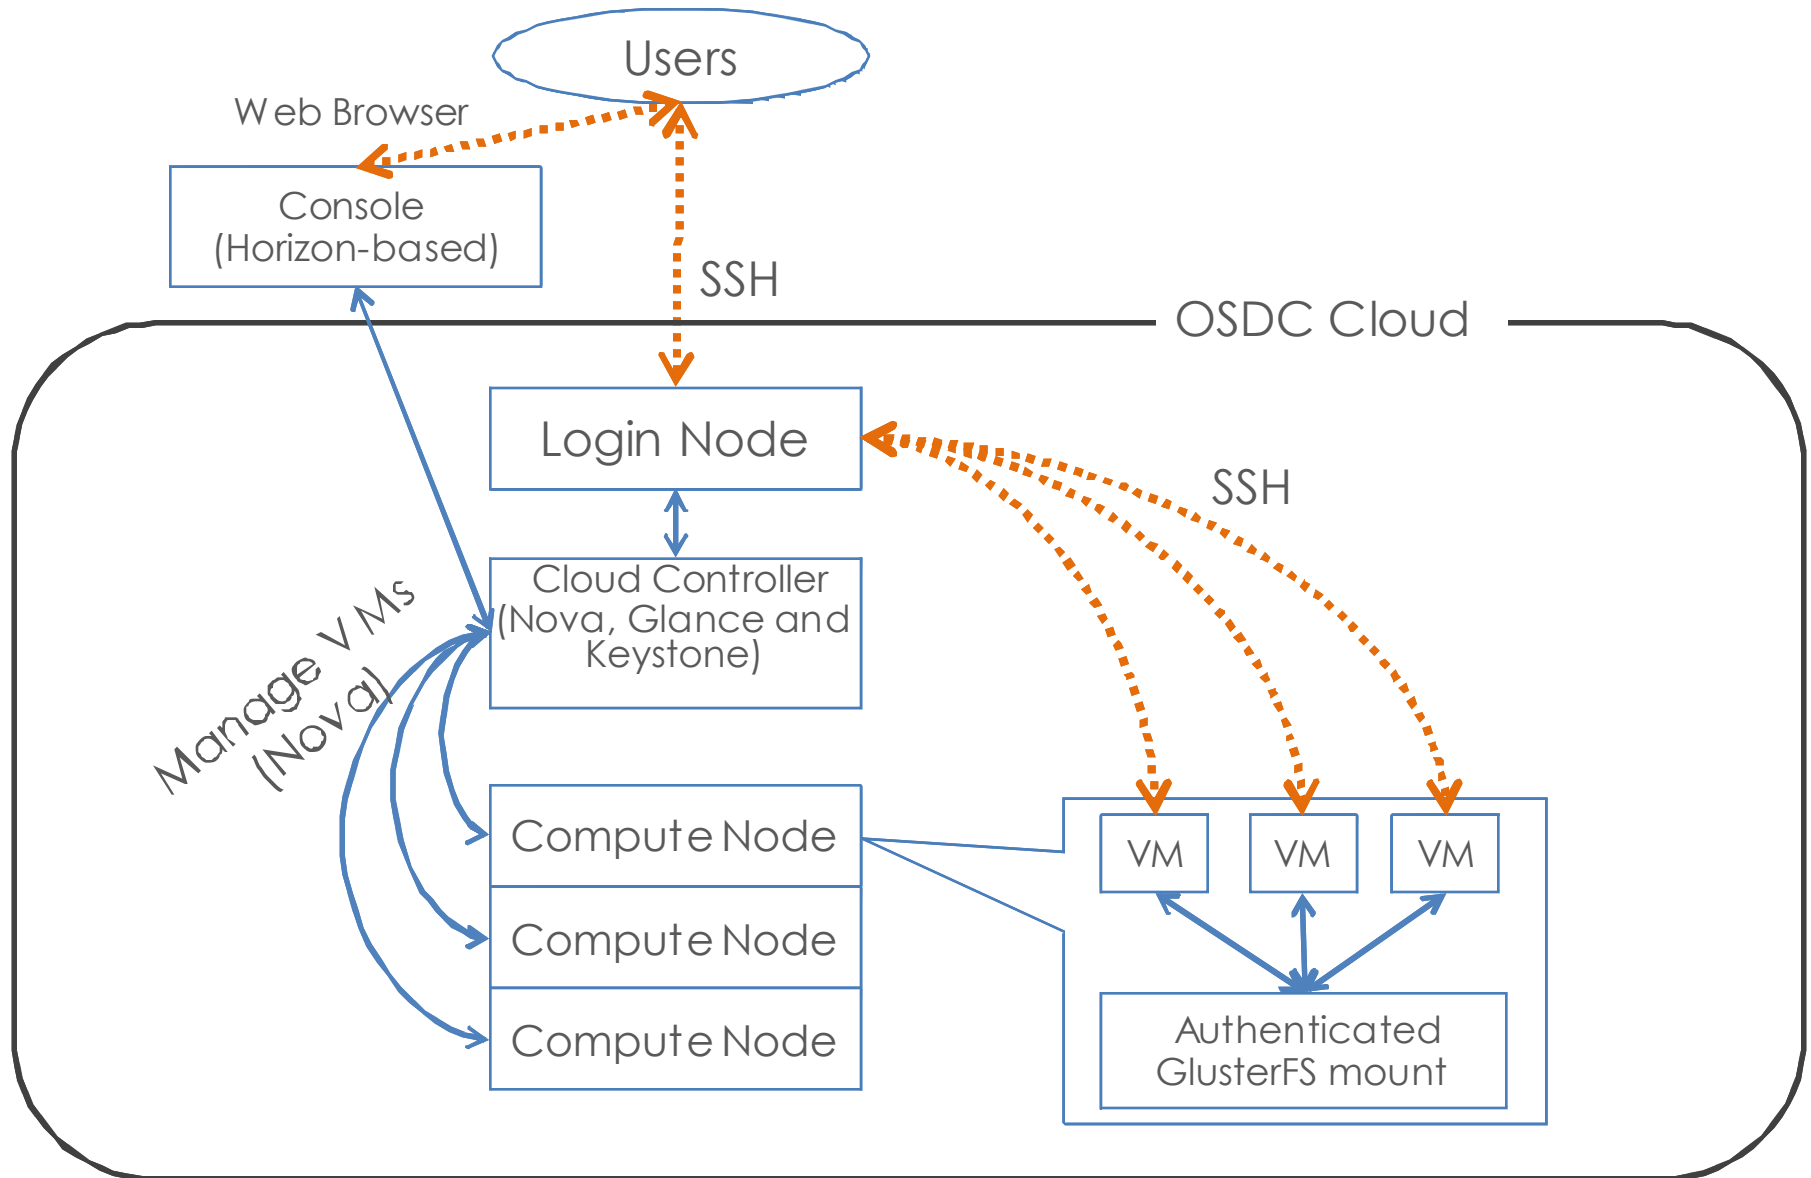 Users
Web Browser
Console
(Horizon-based)
SSH
OSDC Cloud
Login Node
SSH
Cloud Controller
(Nova, Glance and
Keystone)
Manage VMs
(Nova)
Compute Node
Compute Node
Compute Node
VM
VM
VM
Authenticated
GlusterFS mount